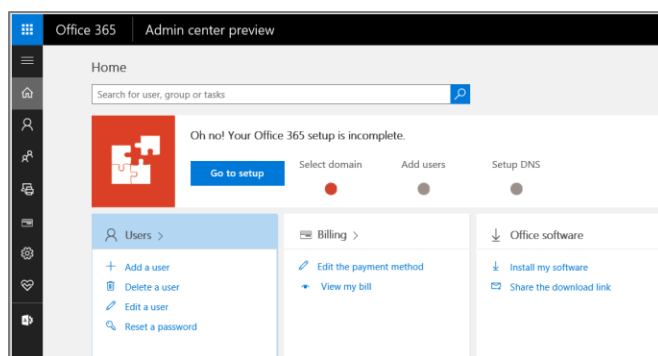 Office 365 Admin center preview
Home
Search for user, group or tasks
Oh no! Your Office 365 setup is incomplete.
Go to setup
Select domain Add users Setup DNS
Users >
Add a user
Delete a user
Edit a user
Reset a password
Billing >
Edit the payment method
View my bill
Office software
Install my software
Share the download link